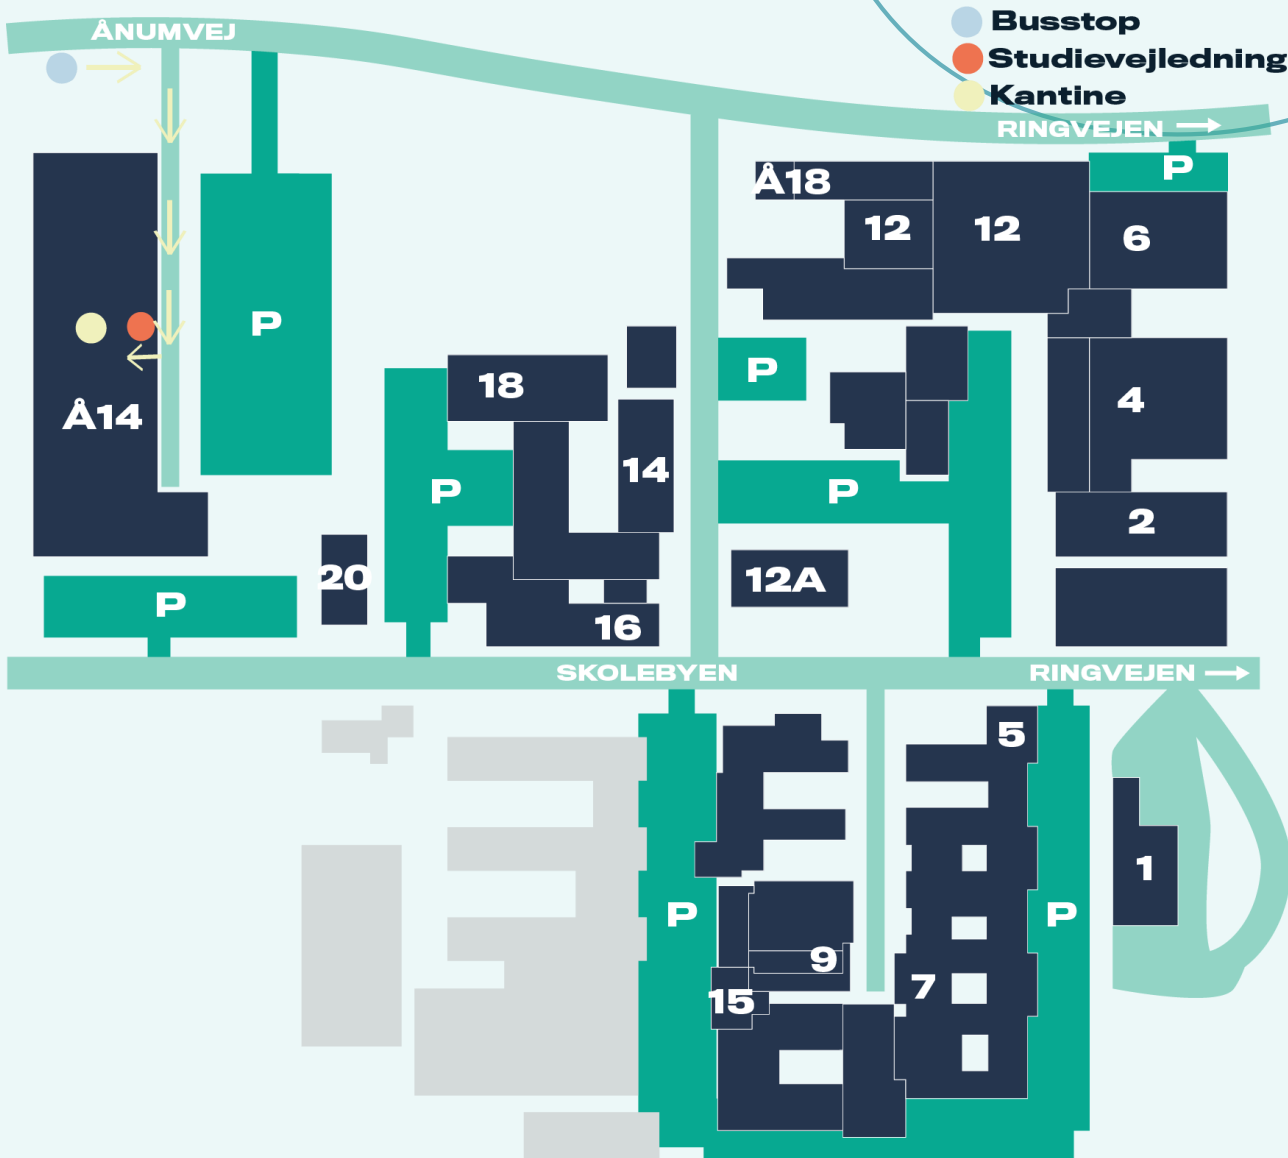 ÅNUMVEJ
Busstop
Studievejledning
Kantine
RINGVEJEN
P
Å18
12
12
6
P
P
18
4
Å14
14
P
P
2
20
12A
P
16
SKOLEBYEN
RINGVEJEN
5
1
P
P
9
7
15